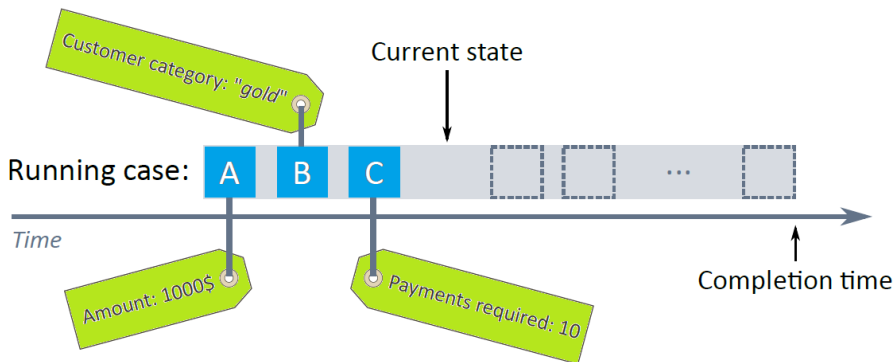 Customer category: "gold"
Current state
Running case:
A
B
C
...
Time
Amount: 1000$
Payments required: 10
Completion time